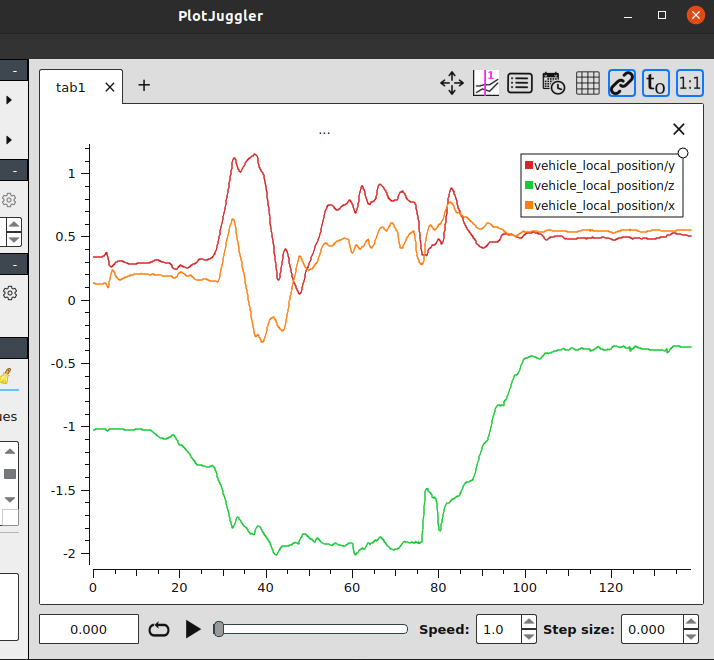 PlotJuggler
tab1
+
1
t0
1:1
...
vehicle_local_position/y
vehicle_local_position/z
vehicle_local_position/x
1
0.5
0
-0.5
-1
-1.5
-2
0 20 40 60 80 100 120
ues
0.000
Speed: 1.0
Step size: 0.000